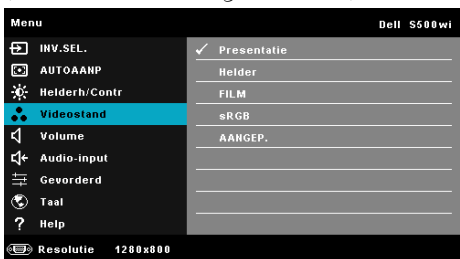 Menu Dell S500wi
INV.SEL. ✓ Presentatie
AUTOAANP Helder
Helderh/Contr FILM
Videostand sRGB
Volume AANGEP.
Audio-input
Gevorderd
Taal
? Help
Resolutie 1280x800